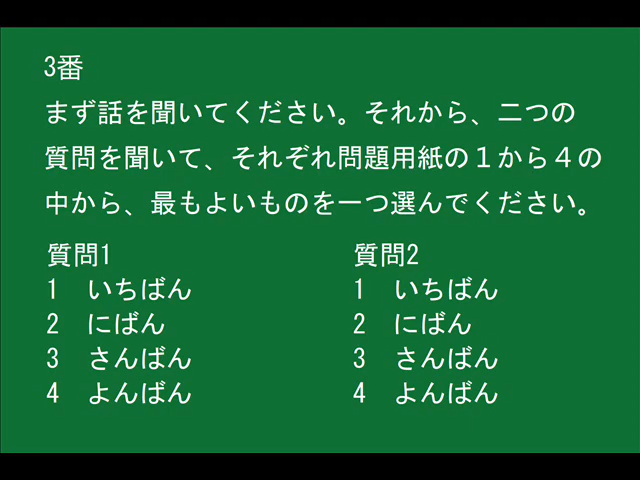 3番
まず話を聞いてください。それから、二つの
質問を聞いて、それぞれ問題用紙の１から４の
中から、最もよいものを一つ選んでください。
質問1
1　いちばん
2　にばん
3　さんばん
4　よんばん
質問2
1　いちばん
2　にばん
3　さんばん
4　よんばん